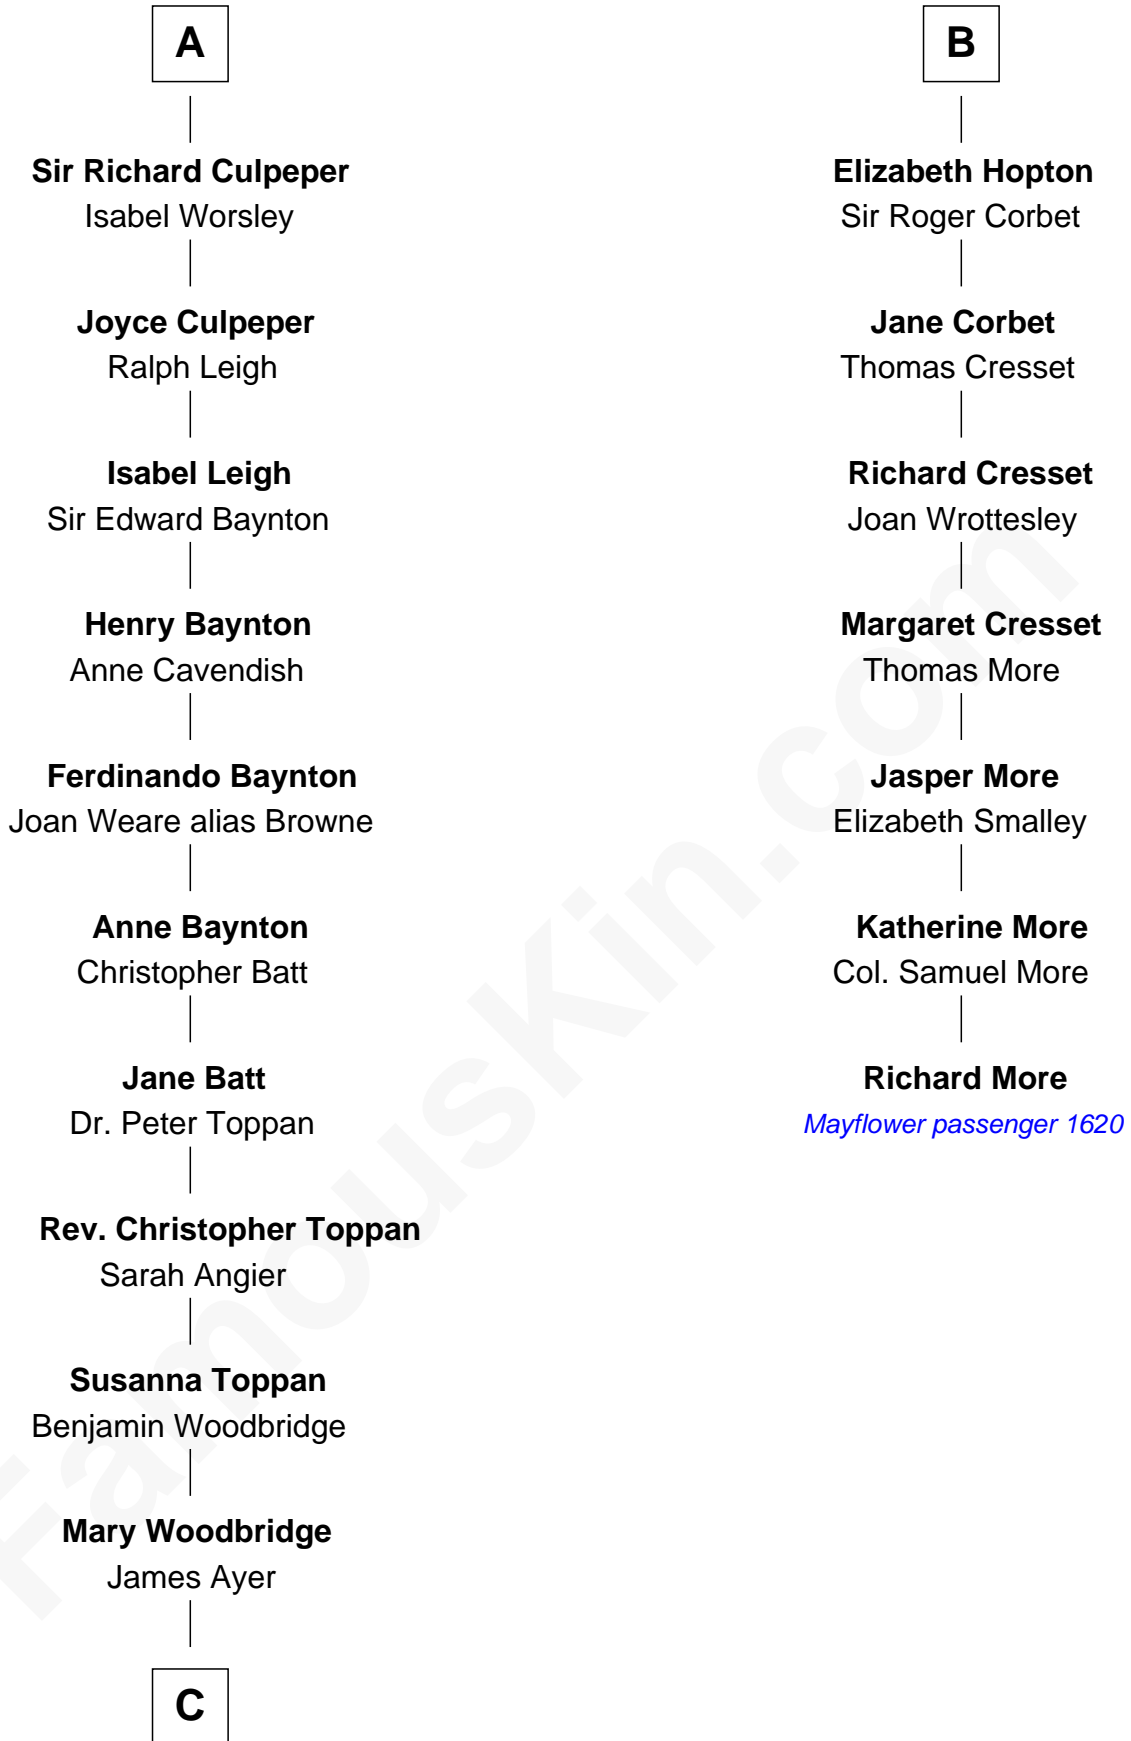 A
Sir Richard Culpeper
Isabel Worsley
Joyce Culpeper
Ralph Leigh
Isabel Leigh
Sir Edward Baynton
Henry Baynton
Anne Cavendish
Ferdinando Baynton
Joan Weare alias Browne
Anne Baynton
Christopher Batt
Jane Batt
Dr. Peter Toppan
Rev. Christopher Toppan
Sarah Angier
Susanna Toppan
Benjamin Woodbridge
Mary Woodbridge
James Ayer
C
B
Elizabeth Hopton
Sir Roger Corbet
Jane Corbet
Thomas Cresset
Richard Cresset
Joan Wrottesley
Margaret Cresset
Thomas More
Jasper More
Elizabeth Smalley
Katherine More
Col. Samuel More
Richard More
Mayflower passenger 1620
FamousKin.com